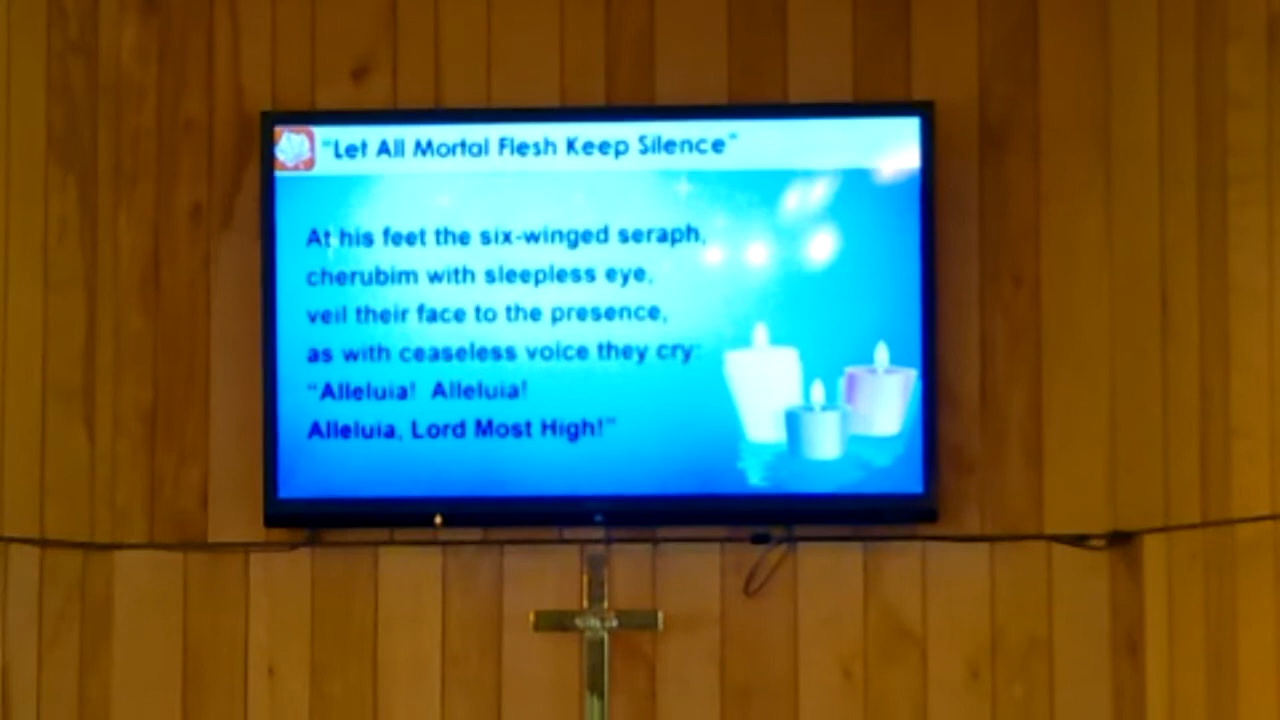 "Let All Mortal Flesh Keep Silence"
At his feet the six-winged seraph,
cherubim with sleepless eye,
veil their face to the presence,
as with ceaseless voice they cry:
"Alleluia! Alleluia!
Alleluia, Lord Most High!"